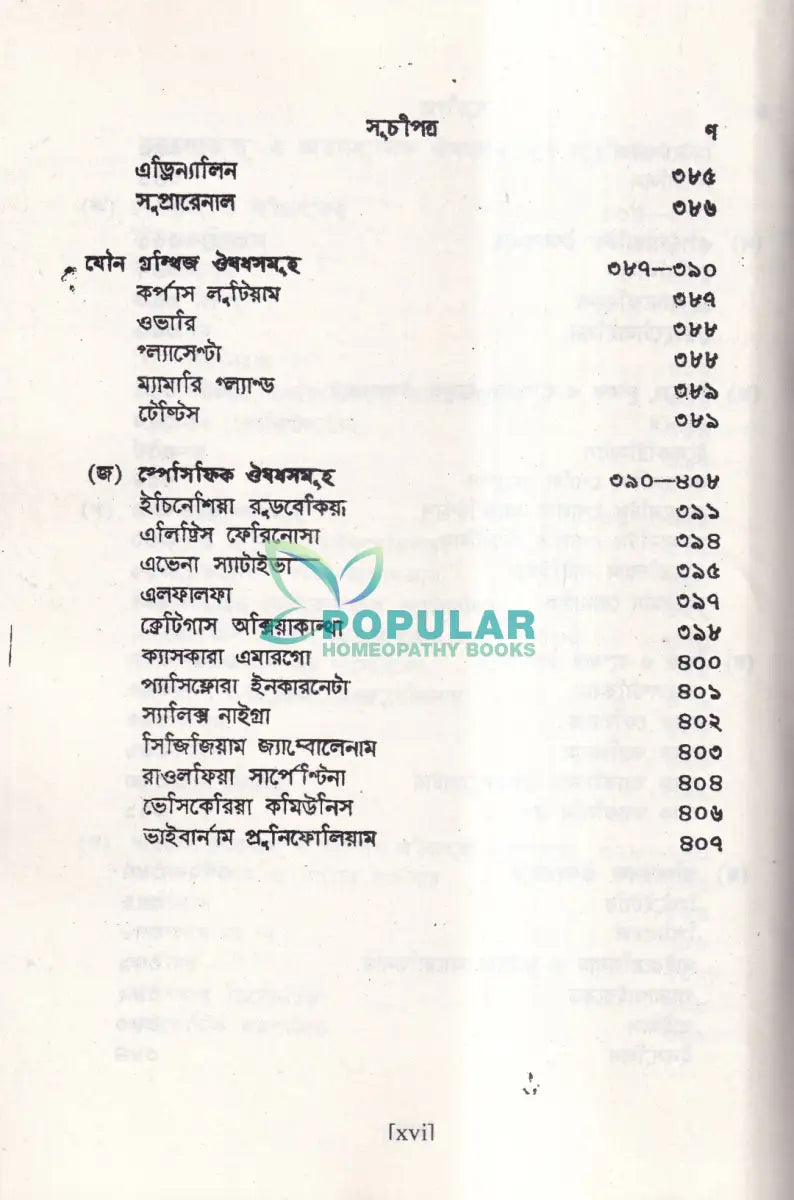 সূচীপত্র ণ
এড্রিন্যালিন ৩৮৫
সুপ্রারেনাল ৩৮৬
যৌন গ্রন্থিজ ঔষধসমূহ ৩৮৭—৩৯০
কর্পাস লুটিয়াম ৩৮৭
ওভারি ৩৮৮
প্ল্যাসেণ্টা ৩৮৮
ম্যামারি গ্ল্যাণ্ড ৩৮৯
টেষ্টিস ৩৮৯
(জ) স্পেসিফিক ঔষধসমূহ ৩৯০—৪০৮
ইচিনেশিয়া রুডবেকিয়া ৩৯১
এলিট্রিস ফেরিনোসা ৩৯৪
এভেনা স্যাটাইভা ৩৯৫
এলফালফা ৩৯৭
ক্রেটিগাস অক্সিয়াকান্থা ৩৯৮
POPULAR
HOMEOPATHY BOOKS
ক্যাসকারা এমারগো ৪০০
প্যাসিফ্লোরা ইনকারনেটা ৪০১
স্যালিক্স নাইগ্রা ৪০২
সিজিজিয়াম জ্যাম্বোলেনাম ৪০৩
রাওলফিয়া সার্পেণ্টিনা ৪০৪
ভেসিকেরিয়া কমিউনিস ৪০৬
ভাইবার্নাম প্রুনিফোলিয়াম ৪০৭
[xvi]